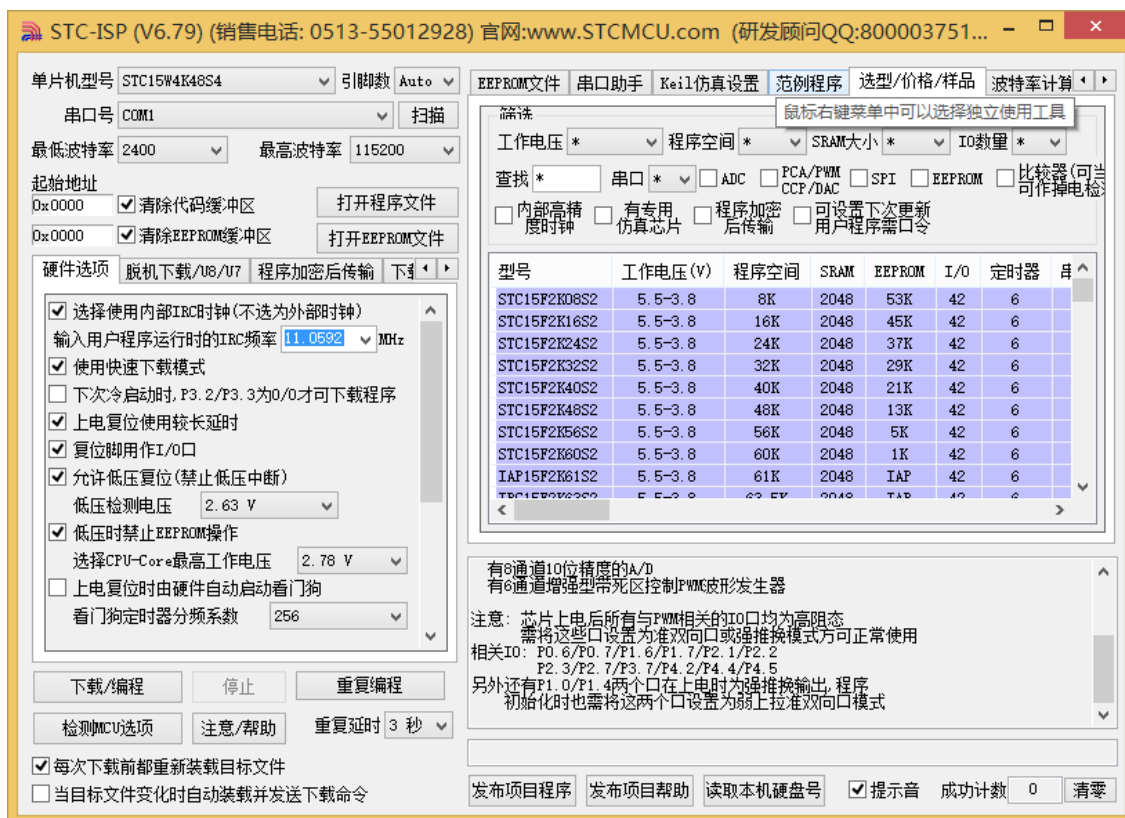 STC-ISP (V6.79) (销售电话: 0513-55012928) 官网:www.STCMCU.com (研发顾问QQ:800003751...
单片机型号 STC15W4K48S4 引脚数 Auto
串口号 COM1 扫描
最低波特率 2400 最高波特率 115200
起始地址
0x0000 清除代码缓冲区 打开程序文件
0x0000 清除EEPROM缓冲区 打开EEPROM文件
硬件选项 脱机下载/U8/U7 程序加密后传输
选择使用内部IRC时钟(不选为外部时钟)
输入用户程序运行时的IRC频率 11.0592 MHz
使用快速下载模式
下次冷启动时,P3.2/P3.3为0/0才可下载程序
上电复位使用较长延时
复位脚用作I/O口
允许低压复位(禁止低压中断)
低压检测电压 2.63 V
低压时禁止EEPROM操作
选择CPU-Core最高工作电压 2.78 V
上电复位时由硬件自动启动看门狗
看门狗定时器分频系数 256
下载/编程 停止 重复编程
检测MCU选项 注意/帮助 重复延时 3 秒
每次下载前都重新装载目标文件
当目标文件变化时自动装载并发送下载命令
EEPROM文件 串口助手 Keil仿真设置 范例程序 选型/价格/样品 波特率计算
鼠标右键菜单中可以选择独立使用工具
筛选
工作电压 * 程序空间 * SRAM大小 * IO数量 *
查找 * 串口 * ADC PCA/PWM CCP/DAC SPI EEPROM 比较器(可当 可作掉电检
内部高精度时钟 有专用仿真芯片 程序加密后传输 可设置下次更新用户程序需口令
型号 工作电压(V) 程序空间 SRAM EEPROM I/O 定时器
STC15F2K08S2 5.5-3.8 8K 2048 53K 42 6
STC15F2K16S2 5.5-3.8 16K 2048 45K 42 6
STC15F2K24S2 5.5-3.8 24K 2048 37K 42 6
STC15F2K32S2 5.5-3.8 32K 2048 29K 42 6
STC15F2K40S2 5.5-3.8 40K 2048 21K 42 6
STC15F2K48S2 5.5-3.8 48K 2048 13K 42 6
STC15F2K56S2 5.5-3.8 56K 2048 5K 42 6
STC15F2K60S2 5.5-3.8 60K 2048 1K 42 6
IAP15F2K61S2 5.5-3.8 61K 2048 IAP 42 6
有8通道10位精度的A/D
有6通道增强型带死区控制PWM波形发生器
注意: 芯片上电后所有与PWM相关的IO口均为高阻态
需将这些口设置为准双向口或强推挽模式方可正常使用
相关IO: P0.6/P0.7/P1.6/P1.7/P2.1/P2.2
P2.3/P2.7/P3.7/P4.2/P4.4/P4.5
另外还有P1.0/P1.4两个口在上电时为强推挽输出,程序
初始化时也需将这两个口设置为弱上拉准双向口模式
发布项目程序 发布项目帮助 读取本机硬盘号 提示音 成功计数 0 清零